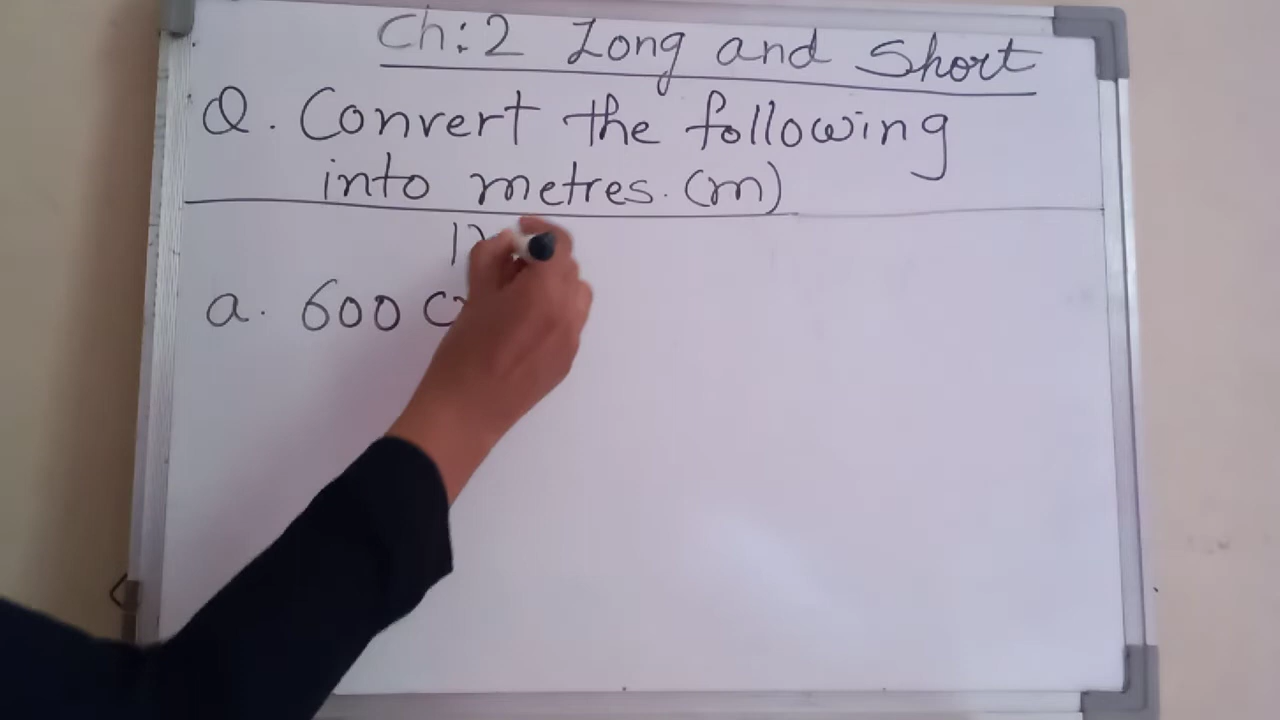 Ch:2 Long and Short
Q. Convert the following
into metres. (m)
a. 600